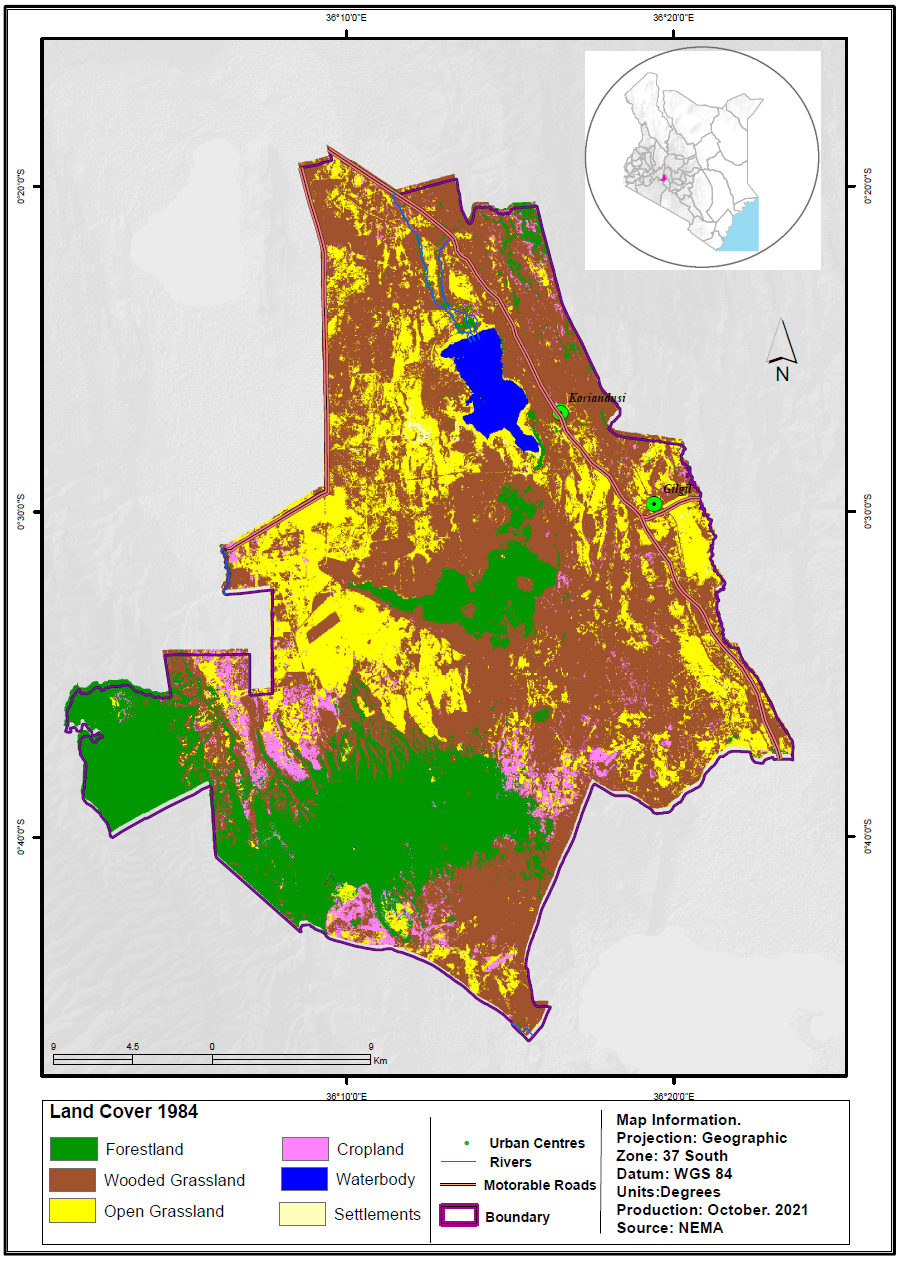 36°10'0"E 36°20'0"E
0°20'0"S 0°20'0"S
N
Kariandusi
Gilgil
0°30'0"S 0°30'0"S
0°40'0"S 0°40'0"S
9 4.5 0 9
Km
36°10'0"E 36°20'0"E
Land Cover 1984
Forestland
Wooded Grassland
Open Grassland
Cropland
Waterbody
Settlements
Urban Centres
Rivers
Motorable Roads
Boundary
Map Information.
Projection: Geographic
Zone: 37 South
Datum: WGS 84
Units:Degrees
Production: October. 2021
Source: NEMA